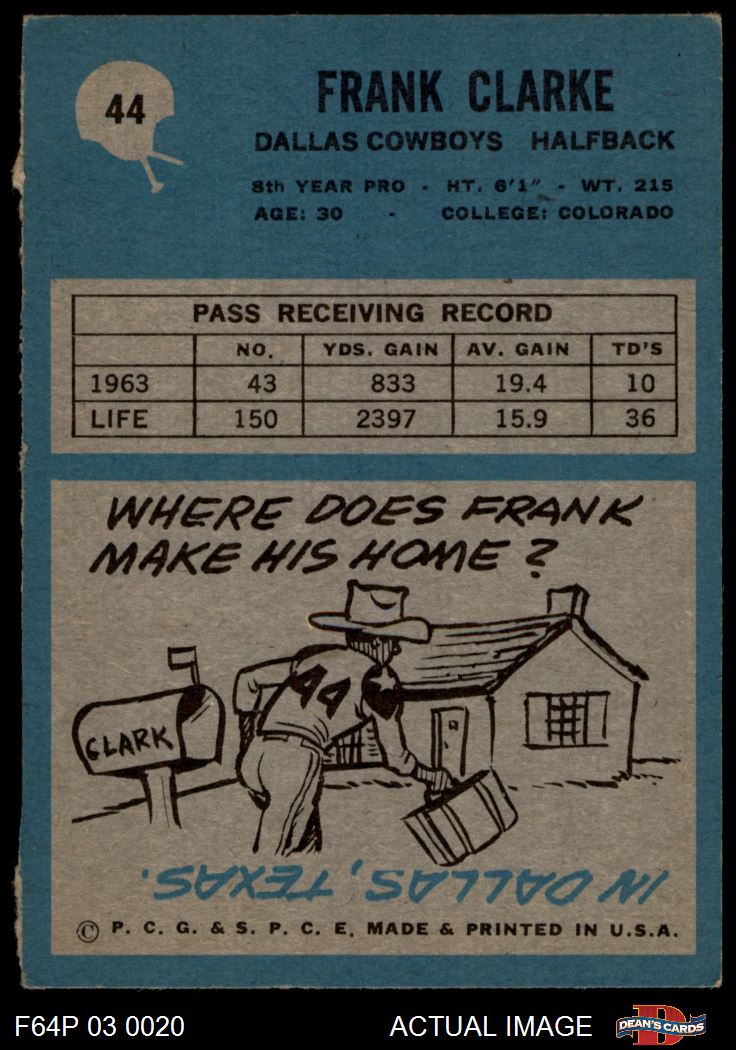 44
FRANK CLARKE
DALLAS COWBOYS HALFBACK
8th YEAR PRO - HT. 6'1" - WT. 215
AGE: 30 - COLLEGE: COLORADO
PASS RECEIVING RECORD
NO. YDS. GAIN AV. GAIN TD'S
1963 43 833 19.4 10
LIFE 150 2397 15.9 36
WHERE DOES FRANK
MAKE HIS HOME?
44
CLARK
IN DALLAS, TEXAS.
© P. C. G. & S. P. C. E. MADE & PRINTED IN U.S.A.
F64P 03 0020 ACTUAL IMAGE
D
DEAN'S CARDS